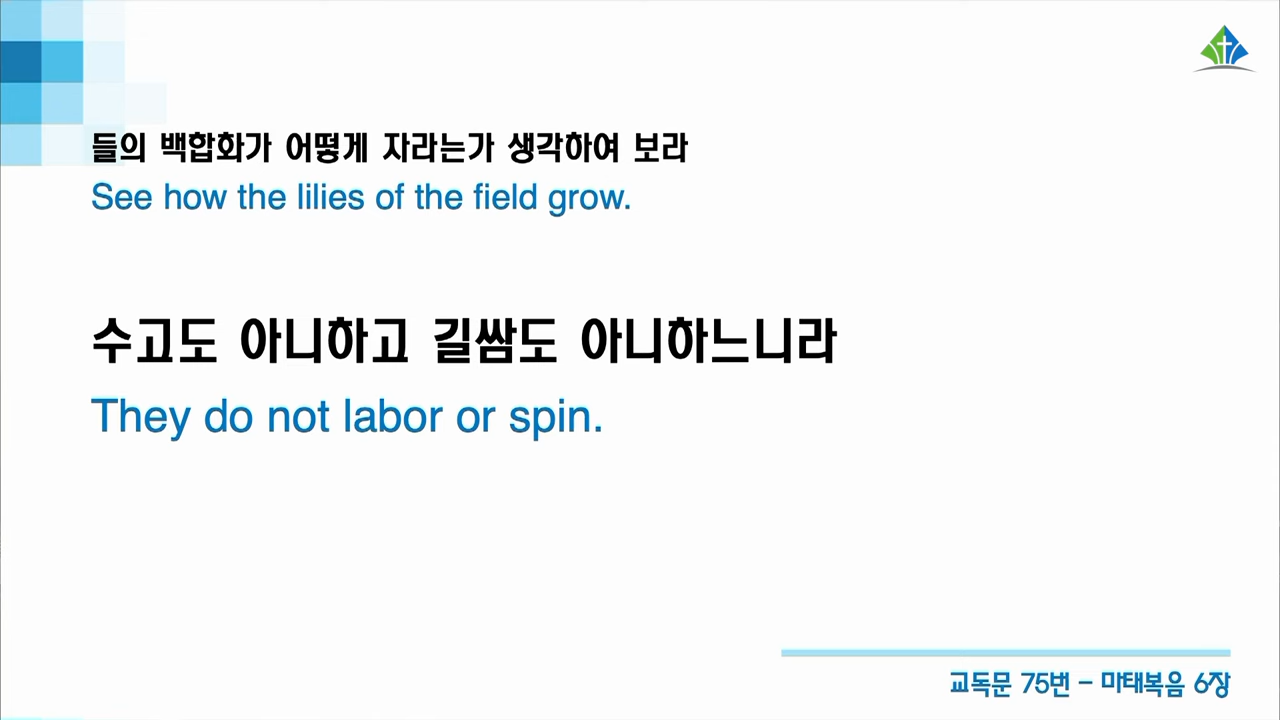 들의 백합화가 어떻게 자라는가 생각하여 보라
See how the lilies of the field grow.
수고도 아니하고 길쌈도 아니하느니라
They do not labor or spin.
교독문 75번 - 마태복음 6장